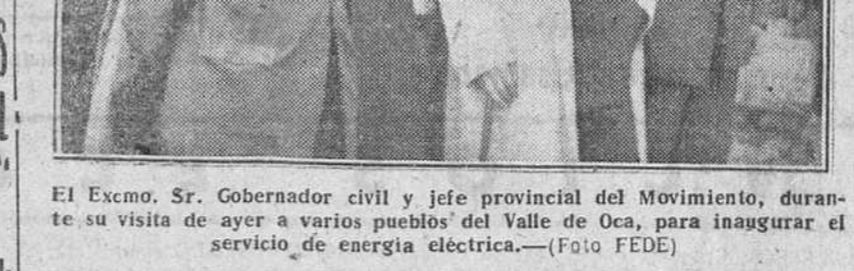 El Excmo. Sr. Gobernador civil y jefe provincial del Movimiento, duran-
te su visita de ayer a varios pueblos del Valle de Oca, para inaugurar el
servicio de energía eléctrica.—(Foto FEDE)